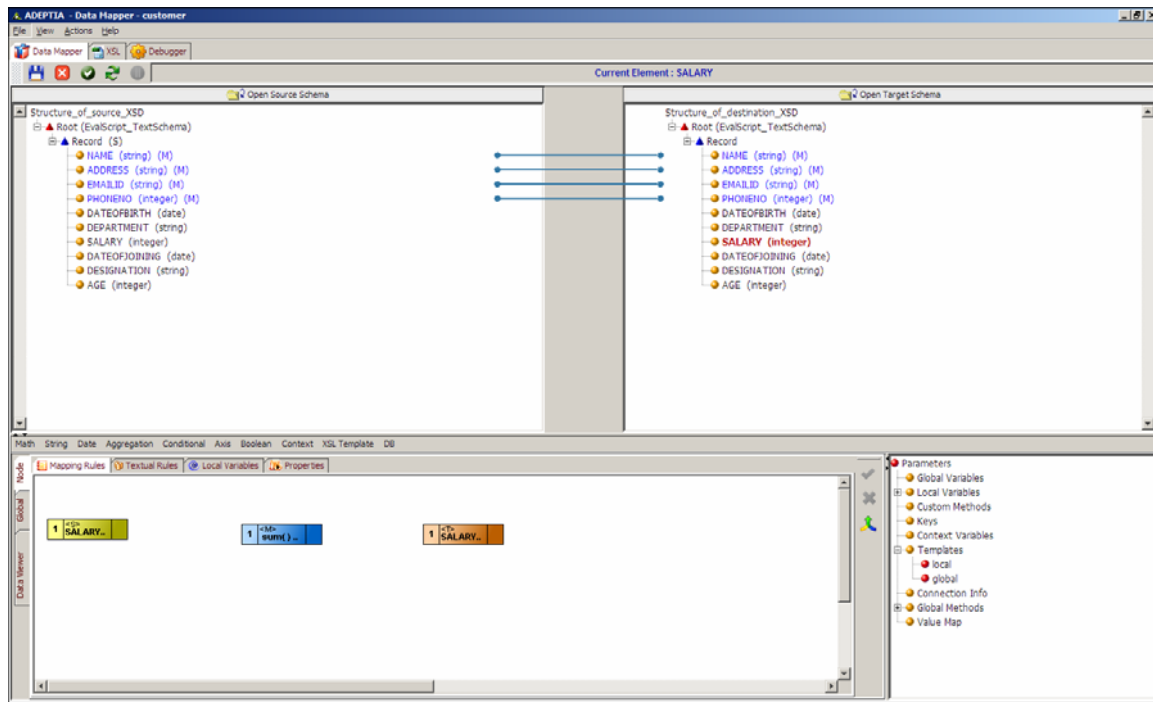 ADEPTIA - Data Mapper - customer
File View Actions Help
Data Mapper XSL Debugger
Current Element : SALARY
Open Source Schema
Open Target Schema
Structure_of_source_XSD
Root (EvalScript_TextSchema)
Record (S)
NAME (string) (M)
ADDRESS (string) (M)
EMAILID (string) (M)
PHONENO (integer) (M)
DATEOFBIRTH (date)
DEPARTMENT (string)
SALARY (integer)
DATEOFJOINING (date)
DESIGNATION (string)
AGE (integer)
Structure_of_destination_XSD
Root (EvalScript_TextSchema)
Record
NAME (string) (M)
ADDRESS (string) (M)
EMAILID (string) (M)
PHONENO (integer) (M)
DATEOFBIRTH (date)
DEPARTMENT (string)
SALARY (integer)
DATEOFJOINING (date)
DESIGNATION (string)
AGE (integer)
Math String Date Aggregation Conditional Axis Boolean Context XSL Template DB
Node
Global
Data Viewer
Mapping Rules Textual Rules Local Variables Properties
1 <S> SALARY..
1 <M> sum( )..
1 <T> SALARY..
Parameters
Global Variables
Local Variables
Custom Methods
Keys
Context Variables
Templates
local
global
Connection Info
Global Methods
Value Map